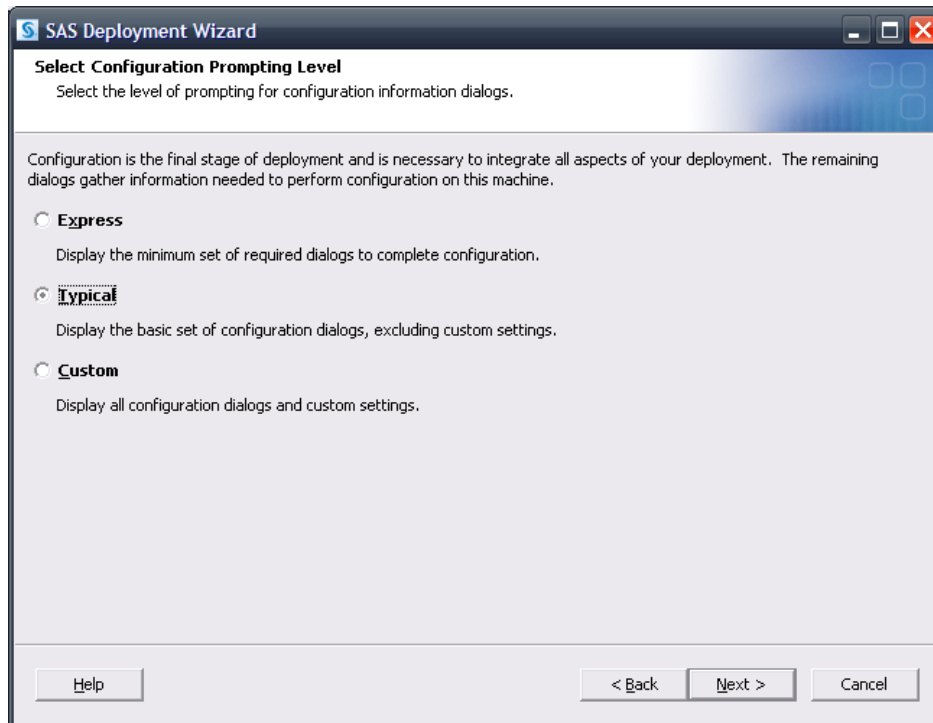 SAS Deployment Wizard
Select Configuration Prompting Level
Select the level of prompting for configuration information dialogs.
Configuration is the final stage of deployment and is necessary to integrate all aspects of your deployment. The remaining
dialogs gather information needed to perform configuration on this machine.
Express
Display the minimum set of required dialogs to complete configuration.
Typical
Display the basic set of configuration dialogs, excluding custom settings.
Custom
Display all configuration dialogs and custom settings.
Help
< Back
Next >
Cancel